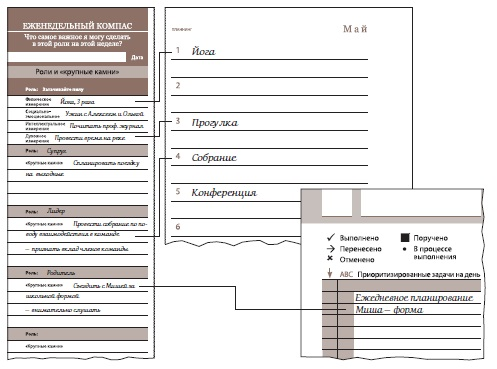 ЕЖЕНЕДЕЛЬНЫЙ КОМПАС
Что самое важное я могу сделать
в этой роли на этой неделе?
Дата
Роли и «крупные камни»
Роль: Затачивайте пилу
Физическое
измерение
Йога, 3 раза
Социально-
эмоциональное
Ужин с Алексеем и Ольгой
Интеллектуальное
измерение
Почитать проф. журнал
Духовное
измерение
Провести время на реке
Роль: Супруг
«Крупные камни» Спланировать поездку
на выходные
Роль: Лидер
«Крупные камни» Провести собрание по по-
воду взаимодействия в команде
– признать вклад членов команды
Роль: Родитель
«Крупные камни» Съездить с Мишей за
школьной формой
– внимательно слушать
Роль:
«Крупные камни»
Май
1 Йога
2
3 Прогулка
4 Собрание
5 Конференция
6
Выполнено
Перенесено
Отменено
Поручено
В процессе
выполнения
ABC Приоритизированные задачи на день
Ежедневное планирование
Миша – форма